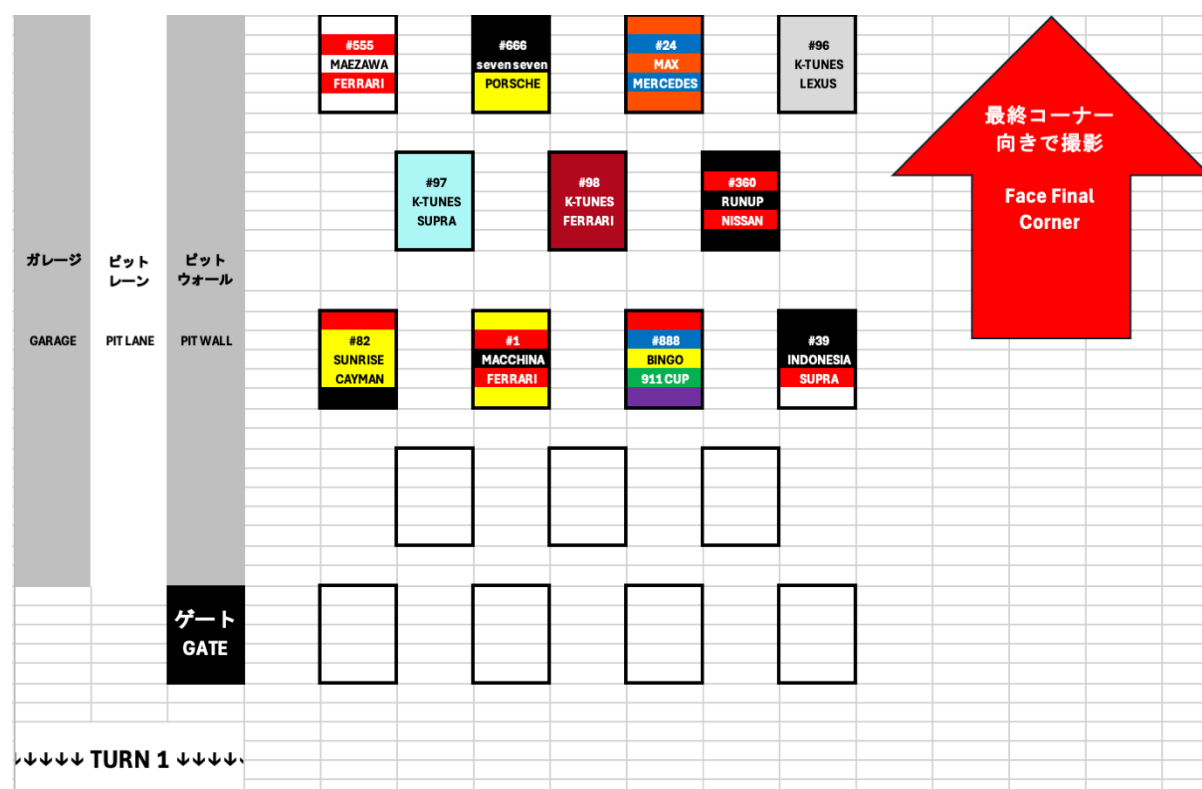 #555
MAEZAWA
FERRARI
#666
seven seven
PORSCHE
#24
MAX
MERCEDES
#96
K-TUNES
LEXUS
最終コーナー
向きで撮影
Face Final
Corner
#97
K-TUNES
SUPRA
#98
K-TUNES
FERRARI
#360
RUNUP
NISSAN
ガレージ
ピット
レーン
ピット
ウォール
GARAGE
PIT LANE
PIT WALL
#82
SUNRISE
CAYMAN
#1
MACCHINA
FERRARI
#888
BINGO
911 CUP
#39
INDONESIA
SUPRA
ゲート
GATE
↓↓↓↓↓ TURN 1 ↓↓↓↓↓